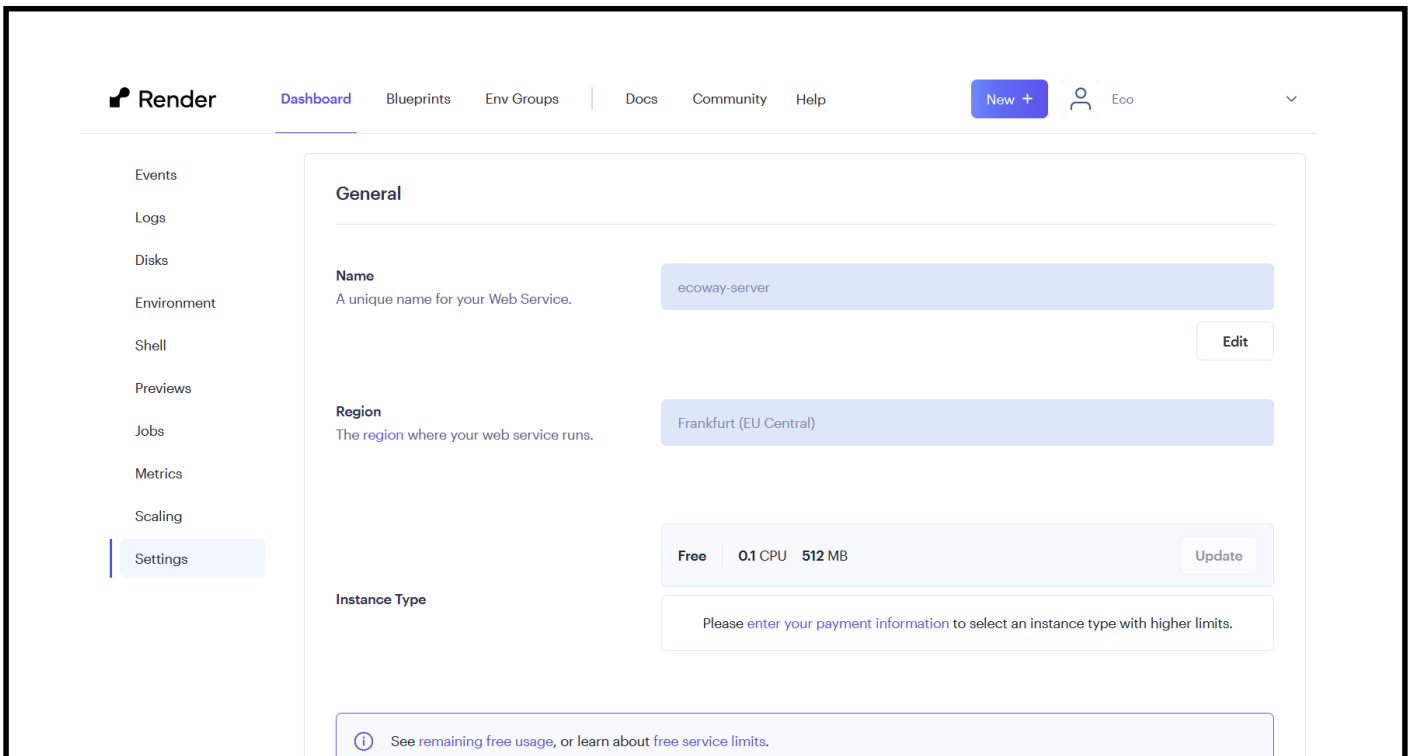 Render
Dashboard Blueprints Env Groups Docs Community Help New + Eco
Events
Logs
Disks
Environment
Shell
Previews
Jobs
Metrics
Scaling
Settings
General
Name
A unique name for your Web Service.
ecoway-server
Edit
Region
The region where your web service runs.
Frankfurt (EU Central)
Instance Type
Free 0.1 CPU 512 MB Update
Please enter your payment information to select an instance type with higher limits.
See remaining free usage, or learn about free service limits.